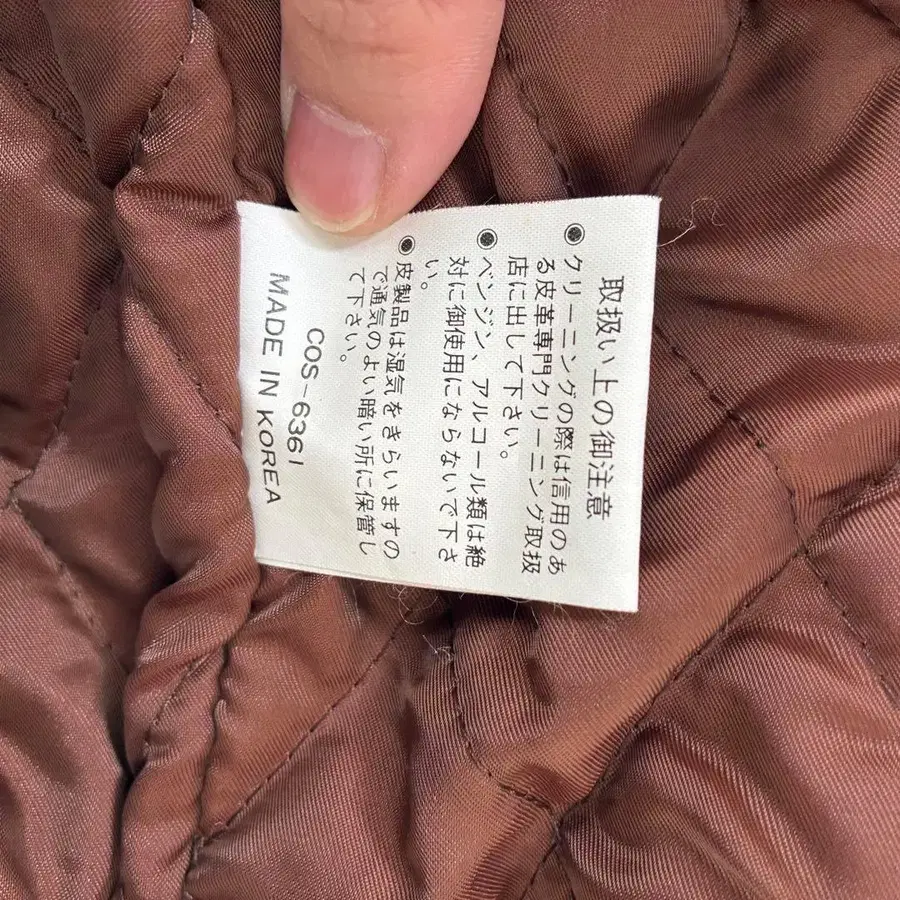 取扱い上の御注意
◉クリーニングの際は信用のあ
る皮革専門クリーニング取扱
店に出して下さい。
◉ベンジン、アルコール類は絶
対に御使用にならないで下さ
い。
◉皮製品は湿気をきらいますの
で通気のよい暗い所に保管し
て下さい。
COS-6361
MADE IN KOREA